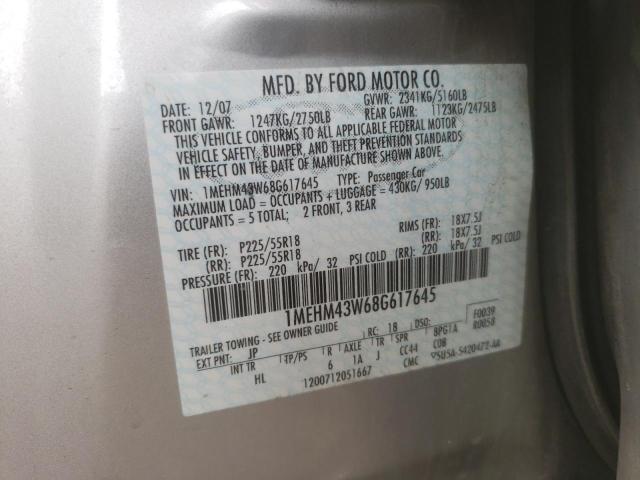 MFD. BY FORD MOTOR CO.
DATE: 12/07 GVWR: 2341KG/5160LB
FRONT GAWR: 1247KG/2750LB REAR GAWR: 1123KG/2475LB
THIS VEHICLE CONFORMS TO ALL APPLICABLE FEDERAL MOTOR
VEHICLE SAFETY, BUMPER, AND THEFT PREVENTION STANDARDS
IN EFFECT ON THE DATE OF MANUFACTURE SHOWN ABOVE.
VIN: 1MEHM43W68G617645 TYPE: Passenger Car
MAXIMUM LOAD = OCCUPANTS + LUGGAGE = 430KG/ 950LB
OCCUPANTS = 5 TOTAL; 2 FRONT, 3 REAR
TIRE (FR): P225/55R18 RIMS (FR): 18X7.5J
(RR): P225/55R18 (RR): 18X7.5J
PRESSURE (FR): 220 kPa/ 32 PSI COLD (RR): 220 kPa/ 32 PSI COLD
1MEHM43W68G617645
TRAILER TOWING - SEE OWNER GUIDE RC: 18 DSO: F0039
EXT PNT: JP R0058
INT TR TP/PS R AXLE TR SPR BPG1A
HL 6 1A J CC44 COB
1200712051667 CMC 5U5A-5420472-AA